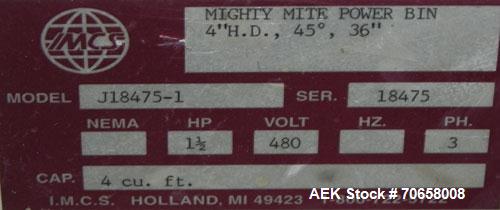 I.M.C.S.
MIGHTY MITE POWER BIN
4"H.D., 45°, 36"
MODEL J18475-1 SER. 18475
NEMA HP VOLT HZ. PH.
1½ 480 3
CAP. 4 cu. ft.
I.M.C.S. HOLLAND, MI 49423
AEK Stock #70658008